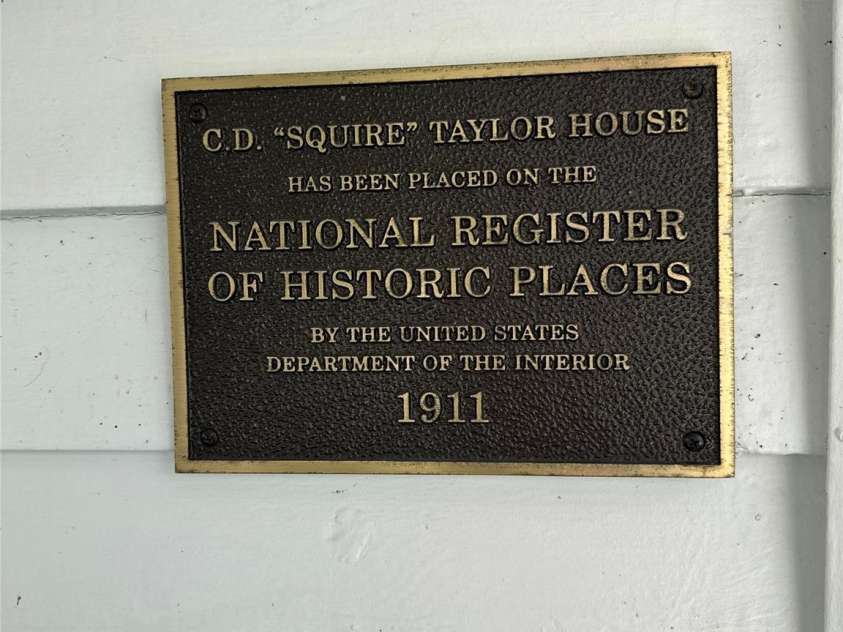 C.D. “SQUIRE” TAYLOR HOUSE
HAS BEEN PLACED ON THE
NATIONAL REGISTER
OF HISTORIC PLACES
BY THE UNITED STATES
DEPARTMENT OF THE INTERIOR
1911